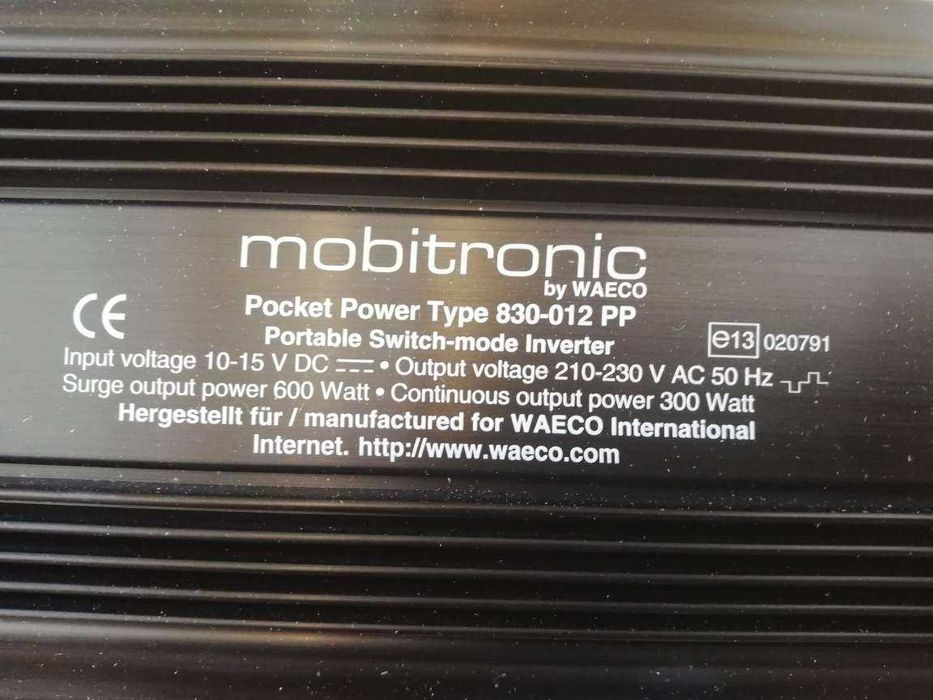 mobitronic
by WAECO
CE
Pocket Power Type 830-012 PP
Portable Switch-mode Inverter
e13 020791
Input voltage 10-15 V DC • Output voltage 210-230 V AC 50 Hz
Surge output power 600 Watt • Continuous output power 300 Watt
Hergestellt für / manufactured for WAECO International
Internet. http://www.waeco.com